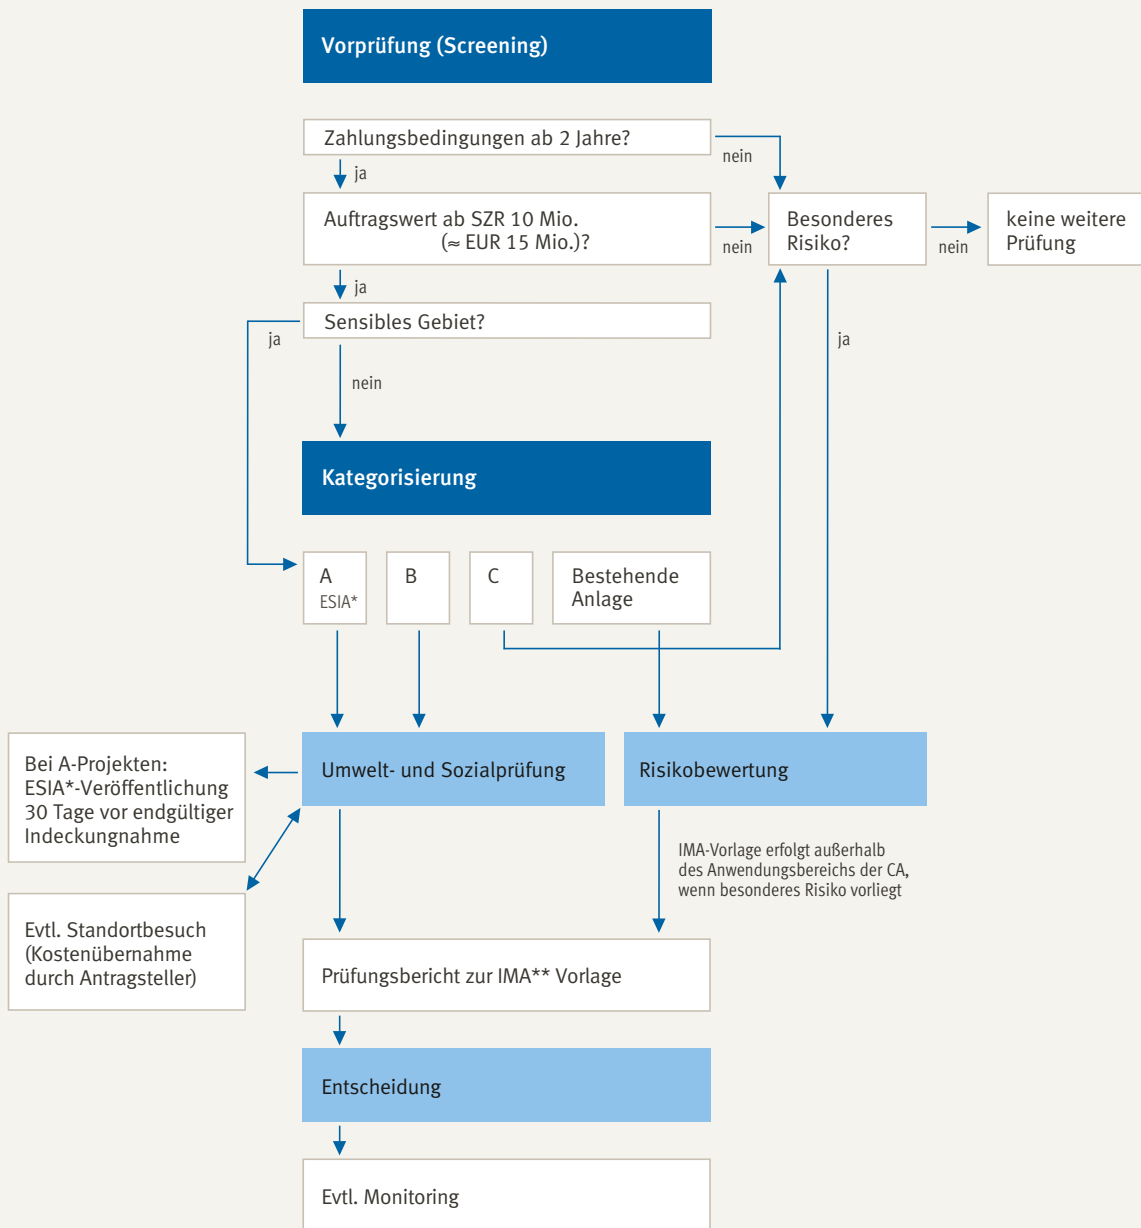 Vorprüfung (Screening)
Zahlungsbedingungen ab 2 Jahre?
nein
ja
Auftragswert ab SZR 10 Mio.
(≈ EUR 15 Mio.)?
nein
Besonderes
Risiko?
nein
keine weitere
Prüfung
ja
Sensibles Gebiet?
ja
ja
nein
Kategorisierung
A
ESIA*
B
C
Bestehende
Anlage
Bei A-Projekten:
ESIA*-Veröffentlichung
30 Tage vor endgültiger
Indeckungnahme
Umwelt- und Sozialprüfung
Risikobewertung
IMA-Vorlage erfolgt außerhalb
des Anwendungsbereichs der CA,
wenn besonderes Risiko vorliegt
Evtl. Standortbesuch
(Kostenübernahme
durch Antragsteller)
Prüfungsbericht zur IMA** Vorlage
Entscheidung
Evtl. Monitoring